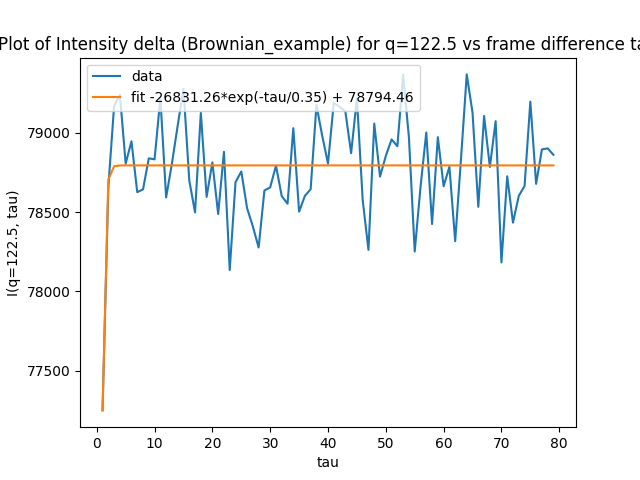 Plot of Intensity delta (Brownian_example) for q=122.5 vs frame difference ta
data
fit -26831.26*exp(-tau/0.35) + 78794.46
I(q=122.5, tau)
79000
78500
78000
77500
0 10 20 30 40 50 60 70 80
tau